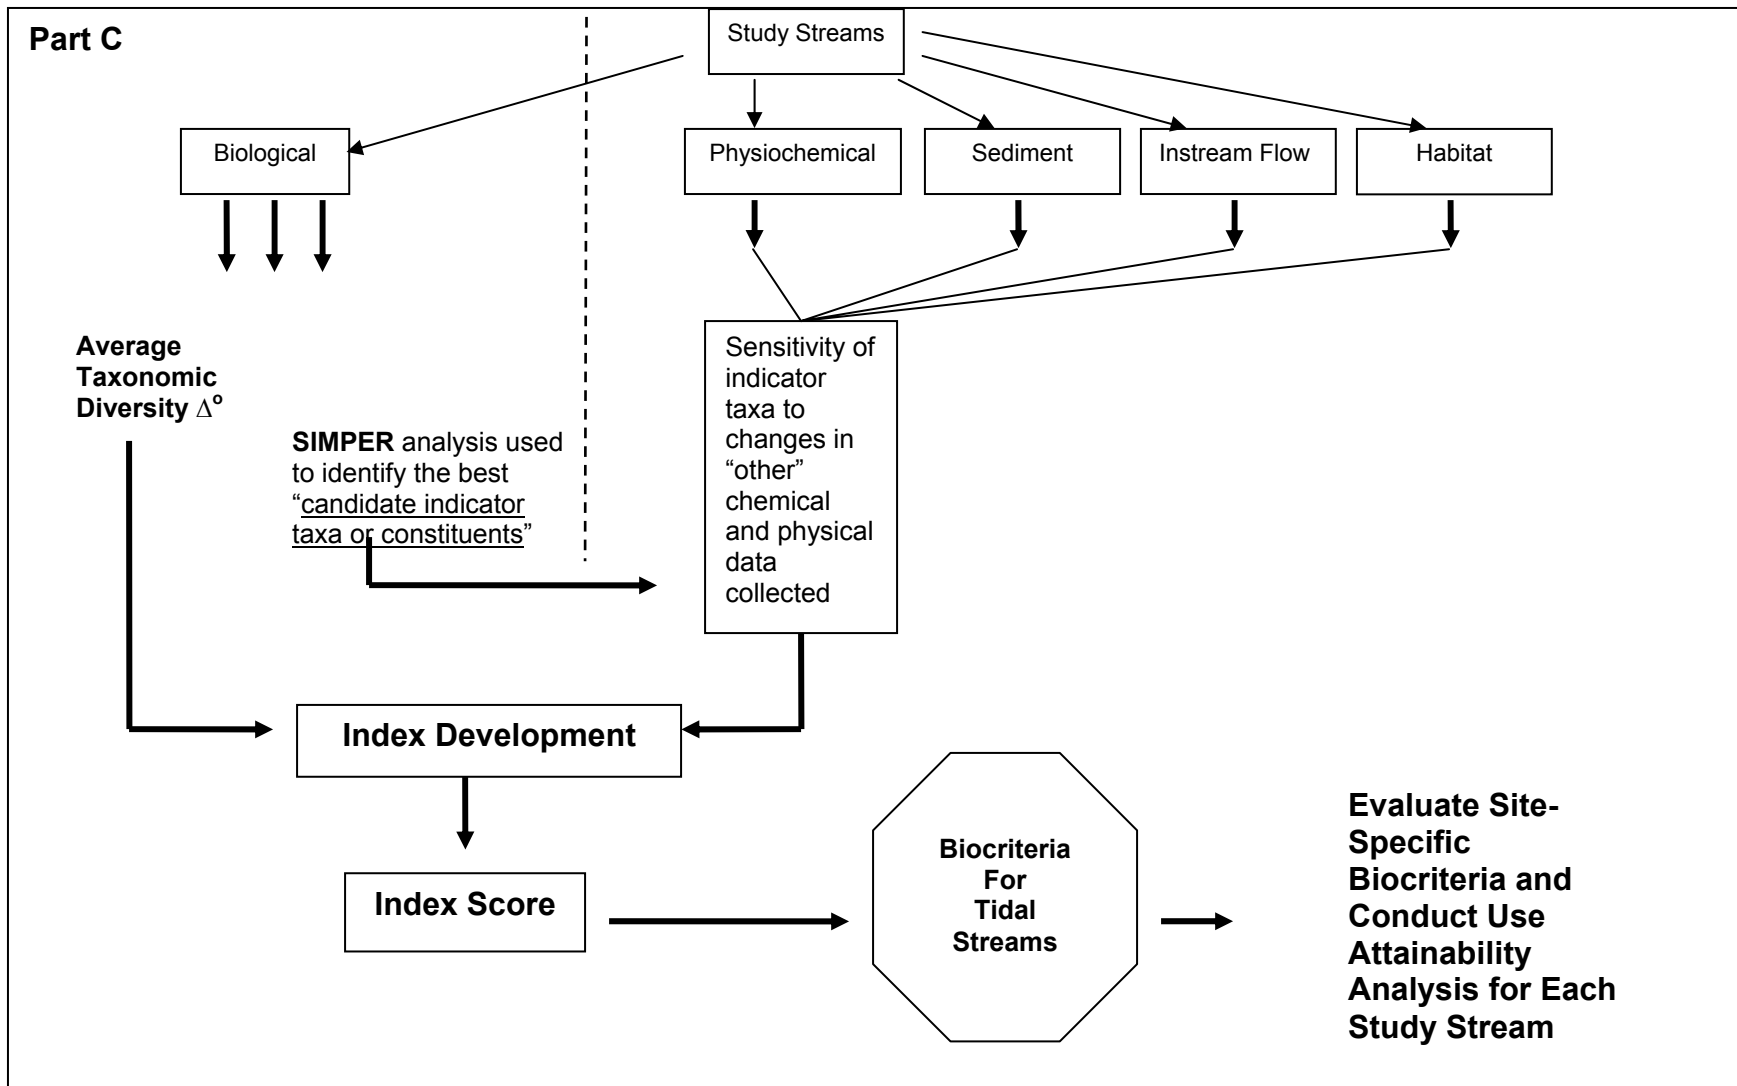 Part C
Study Streams
Biological
Physiochemical
Sediment
Instream Flow
Habitat
Average
Taxonomic
Diversity Δ°
SIMPER analysis used
to identify the best
“candidate indicator
taxa or constituents”
Sensitivity of
indicator
taxa to
changes in
“other”
chemical
and physical
data
collected
Index Development
Index Score
Biocriteria
For
Tidal
Streams
Evaluate Site-
Specific
Biocriteria and
Conduct Use
Attainability
Analysis for Each
Study Stream